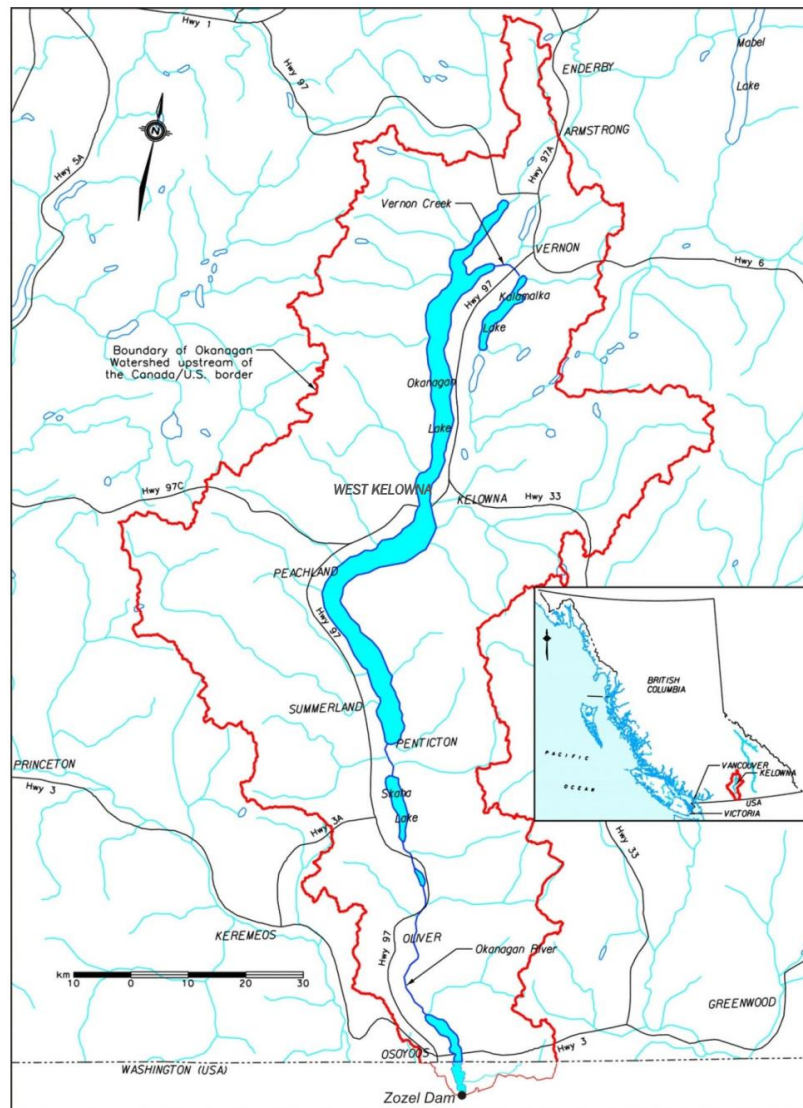 Hwy 1
Hwy 97
ENDERBY
Mabel
Lake
Hwy 5A
N
ARMSTRONG
Hwy 97A
Vernon Creek
VERNON
Hwy 6
Hwy 97
Kalamalka
Lake
Boundary of Okanagan
Watershed upstream of
the Canada/U.S. border
Okanagan
Lake
Hwy 97C
WEST KELOWNA
KELOWNA
Hwy 33
PEACHLAND
Hwy 97
SUMMERLAND
PENTICTON
PRINCETON
Hwy 3
Skaha
Lake
Hwy 3A
BRITISH
COLUMBIA
PACIFIC
OCEAN
VANCOUVER
KELOWNA
USA
VICTORIA
Hwy 33
KEREMEOS
OLIVER
Hwy 97
Okanagan River
km
10
0
10
20
30
GREENWOOD
OSOYOOS
Hwy 3
WASHINGTON (USA)
Zozel Dam